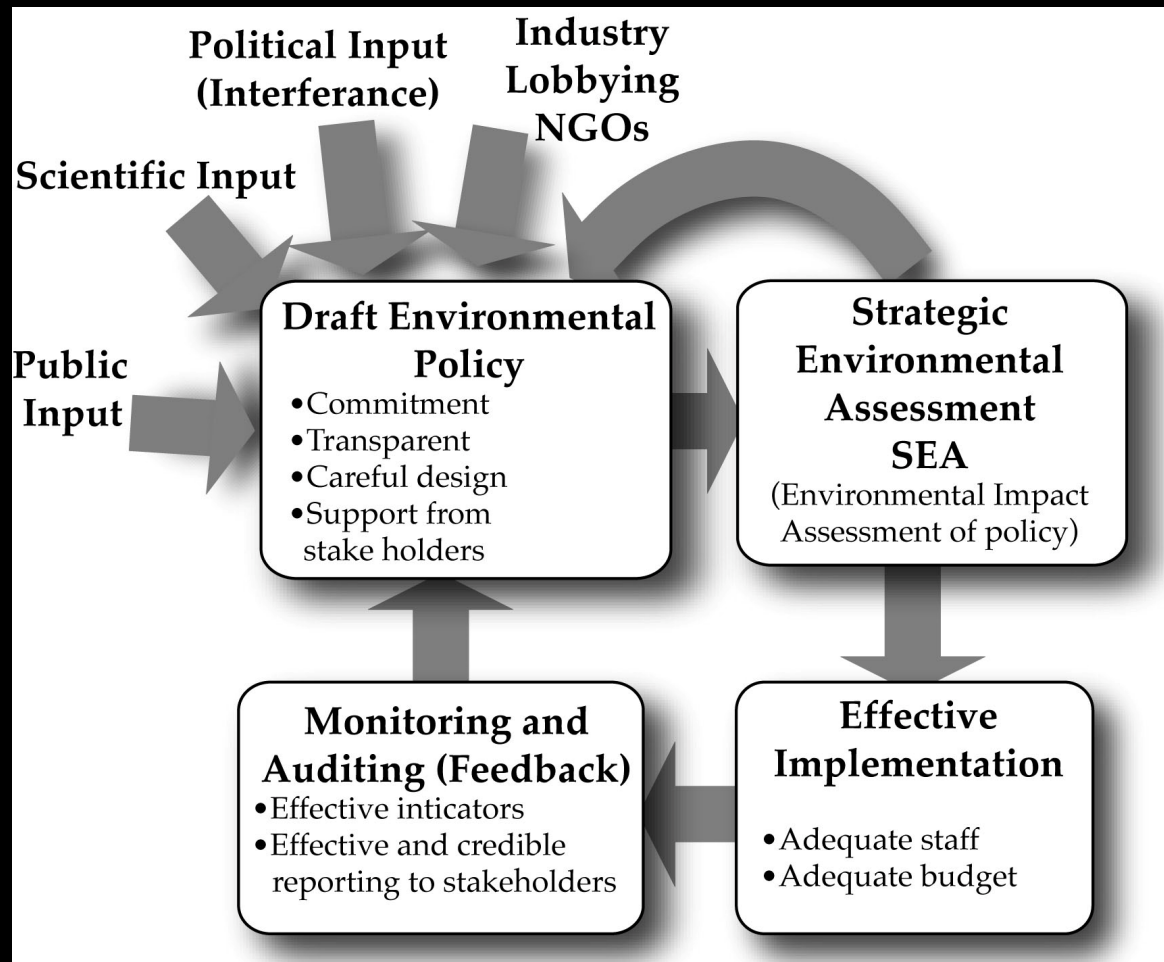 Political Input
(Interferance)
Industry
Lobbying
NGOs
Scientific Input
Public
Input
Draft Environmental
Policy
•Commitment
•Transparent
•Careful design
•Support from
stake holders
Strategic
Environmental
Assessment
SEA
(Environmental Impact
Assessment of policy)
Monitoring and
Auditing (Feedback)
•Effective inticators
•Effective and credible
reporting to stakeholders
Effective
Implementation
•Adequate staff
•Adequate budget